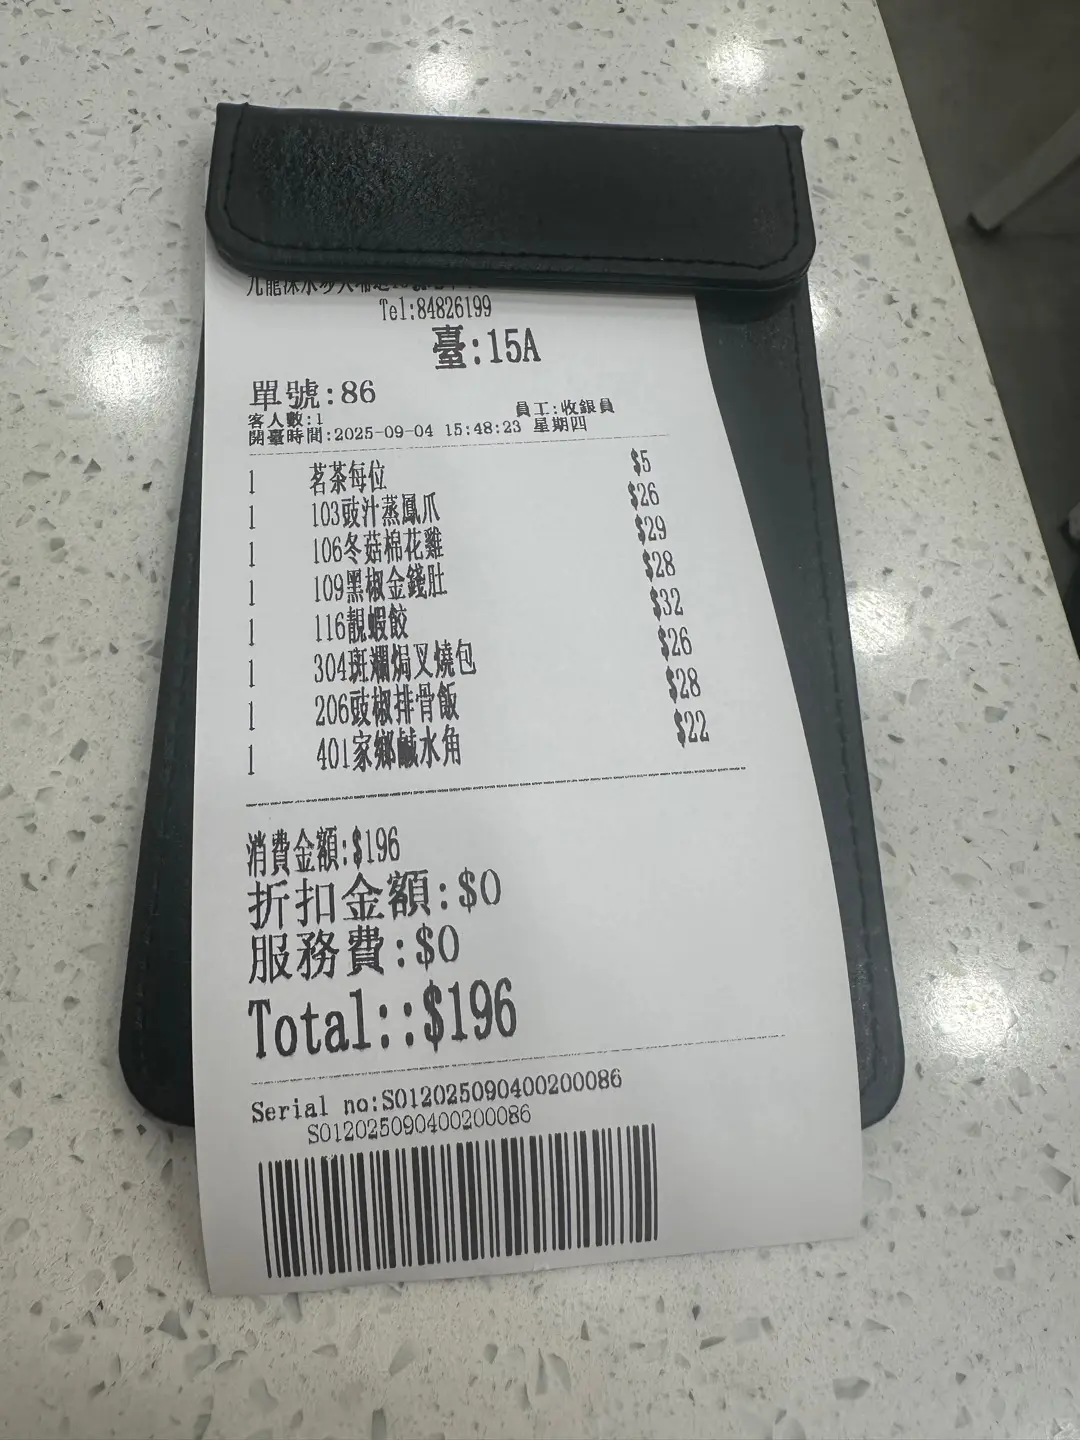 九龍深水埗大
Tel:84826199
臺:15A
單號:86
客人數:1 員工:收銀員
開臺時間:2025-09-04 15:48:23 星期四
1 茗茶每位 $5
1 103豉汁蒸鳳爪 $26
1 106冬菇棉花雞 $29
1 109黑椒金錢肚 $28
1 116靚蝦餃 $32
1 304斑斕焗叉燒包 $26
1 206豉椒排骨飯 $28
1 401家鄉鹹水角 $22
消費金額:$196
折扣金額:$0
服務費:$0
Total::$196
Serial no:S012025090400200086
S012025090400200086